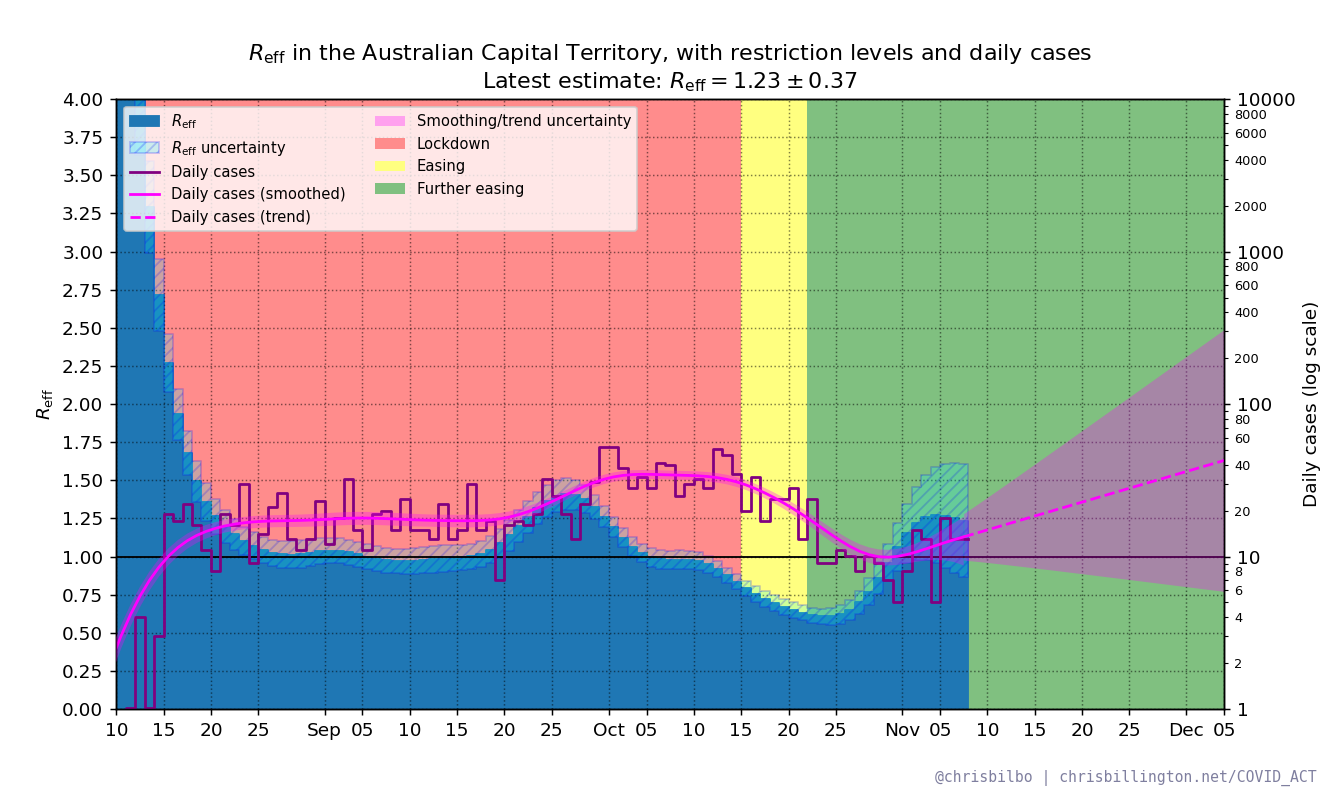 Reff in the Australian Capital Territory, with restriction levels and daily cases
Latest estimate: Reff = 1.23 ± 0.37
Reff
Reff uncertainty
Daily cases
Daily cases (smoothed)
Daily cases (trend)
Smoothing/trend uncertainty
Lockdown
Easing
Further easing
Reff
4.00
3.75
3.50
3.25
3.00
2.75
2.50
2.25
2.00
1.75
1.50
1.25
1.00
0.75
0.50
0.25
0.00
10000
8000
6000
4000
2000
1000
800
600
400
200
100
80
60
40
20
10
8
6
4
2
1
Daily cases (log scale)
10 15 20 25 Sep 05 10 15 20 25 Oct 05 10 15 20 25 Nov 05 10 15 20 25 Dec 05
@chrisbilbo | chrisbillington.net/COVID_ACT